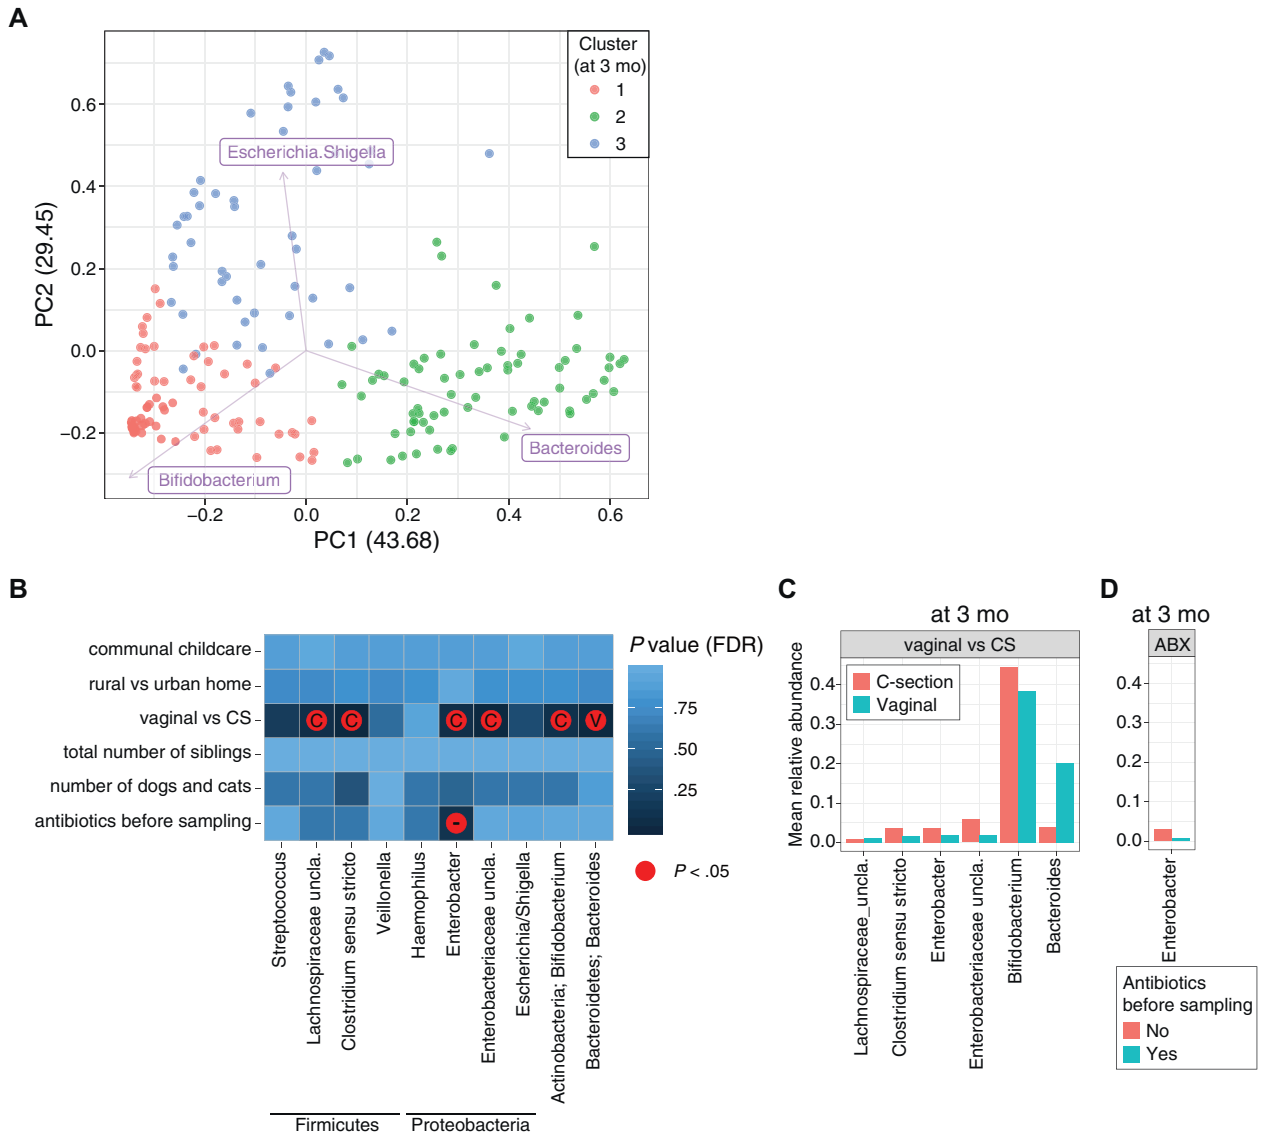 A
Cluster
(at 3 mo)
1
2
3
Escherichia.Shigella
Bacteroides
Bifidobacterium
PC2 (29.45)
0.6
0.4
0.2
0.0
−0.2
−0.2 0.0 0.2 0.4 0.6
PC1 (43.68)
B
communal childcare
rural vs urban home
vaginal vs CS
total number of siblings
number of dogs and cats
antibiotics before sampling
C C C C C V
-
Streptococcus
Lachnospiraceae uncla.
Clostridium sensu stricto
Veillonella
Haemophilus
Enterobacter
Enterobacteriaceae uncla.
Escherichia/Shigella
Actinobacteria; Bifidobacterium
Bacteroidetes; Bacteroides
Firmicutes
Proteobacteria
P value (FDR)
.75
.50
.25
P < .05
C
at 3 mo
vaginal vs CS
C-section
Vaginal
Mean relative abundance
0.4
0.3
0.2
0.1
0.0
Lachnospiraceae_uncla.
Clostridium sensu stricto
Enterobacter
Enterobacteriaceae uncla.
Bifidobacterium
Bacteroides
D
at 3 mo
ABX
0.4
0.3
0.2
0.1
0.0
Enterobacter
Antibiotics
before sampling
No
Yes